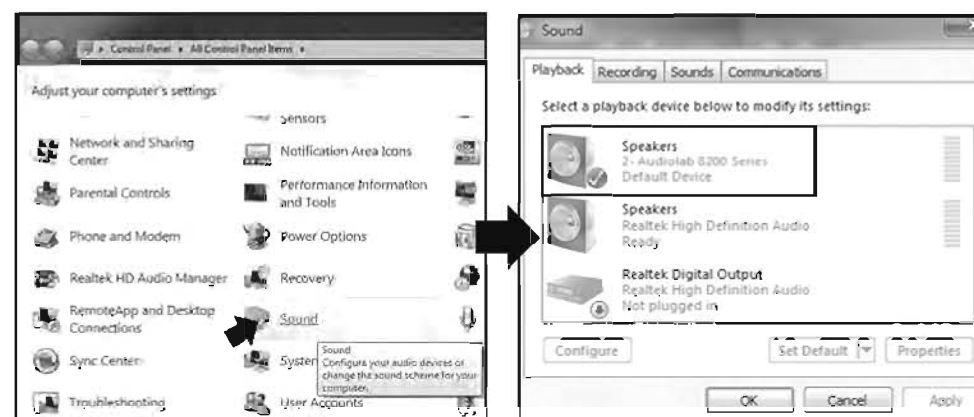 Control Panel ▸ All Control Panel Items ▸
Adjust your computer's settings
Sensors
Network and Sharing
Center
Notification Area Icons
Parental Controls
Performance Information
and Tools
Phone and Modem
Power Options
Realtek HD Audio Manager
Recovery
RemoteApp and Desktop
Connections
Sound
Sync Center
System
Sound
Configure your audio devices or
change the sound scheme for your
computer.
Troubleshooting
User Accounts
Sound
Playback Recording Sounds Communications
Select a playback device below to modify its settings:
Speakers
2- Audiolab 8200 Series
Default Device
Speakers
Realtek High Definition Audio
Ready
Realtek Digital Output
Realtek High Definition Audio
Not plugged in
Configure Set Default Properties
OK Cancel Apply